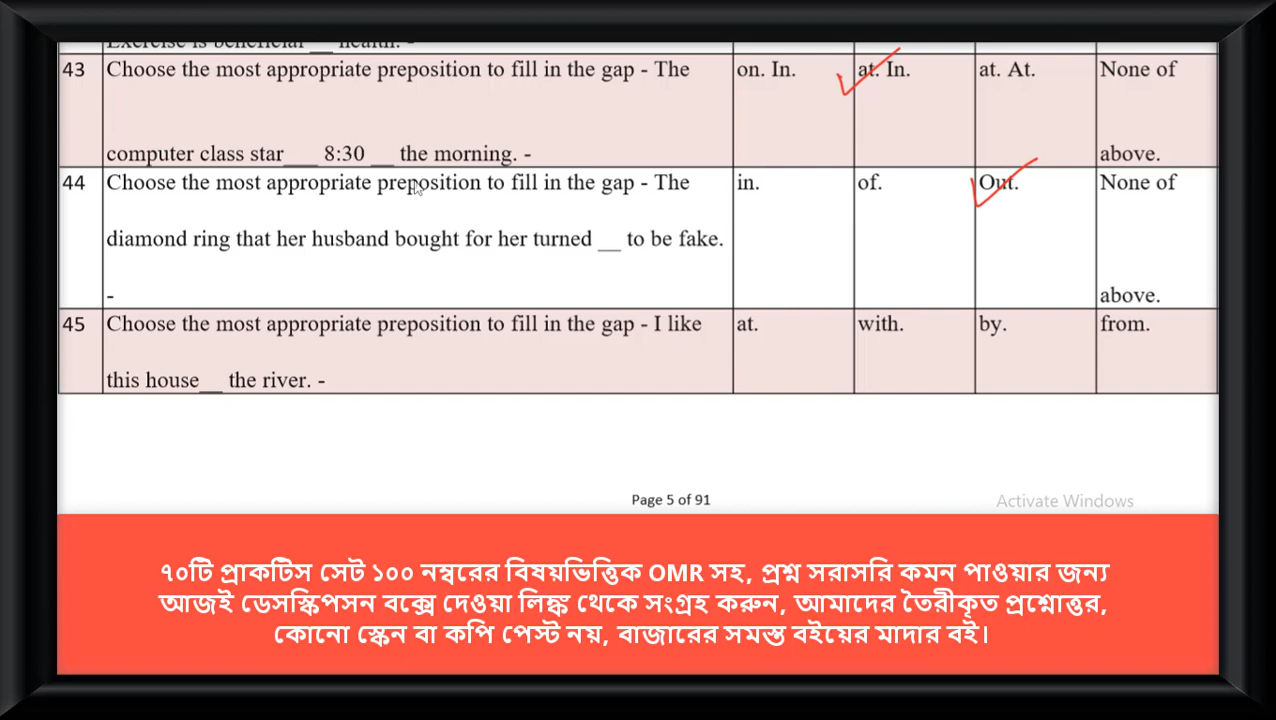 Exercise is beneficial __ health. -
43 Choose the most appropriate preposition to fill in the gap - The on. In. at. In. at. At. None of
computer class star___ 8:30 __ the morning. - above.
44 Choose the most appropriate preposition to fill in the gap - The in. of. Out. None of
diamond ring that her husband bought for her turned __ to be fake.
- above.
45 Choose the most appropriate preposition to fill in the gap - I like at. with. by. from.
this house__ the river. -
Page 5 of 91
Activate Windows
৭০টি প্রাকটিস সেট ১০০ নম্বরের বিষয়ভিত্তিক OMR সহ, প্রশ্ন সরাসরি কমন পাওয়ার জন্য
আজই ডেসস্ক্রিপসন বক্সে দেওয়া লিঙ্ক থেকে সংগ্রহ করুন, আমাদের তৈরীকৃত প্রশ্নোত্তর,
কোনো স্কেন বা কপি পেস্ট নয়, বাজারের সমস্ত বইয়ের মাদার বই।